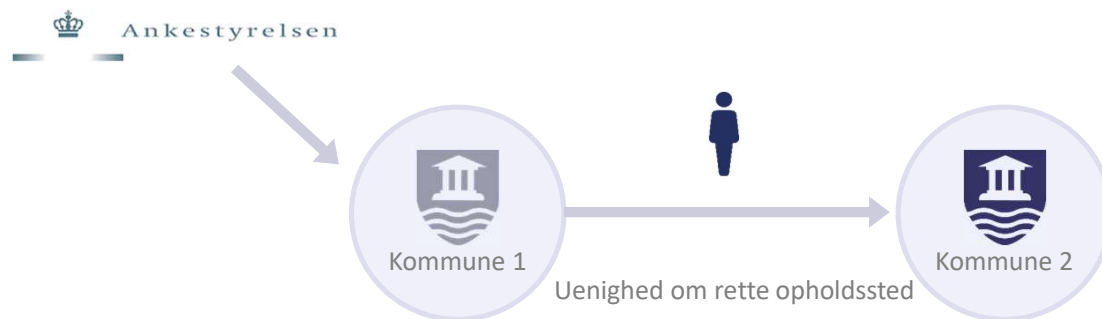 Ankestyrelsen
Kommune 1
Kommune 2
Uenighed om rette opholdssted